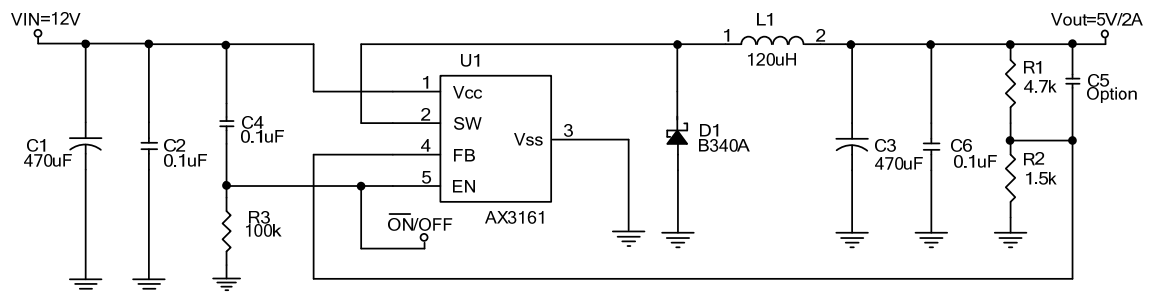 VIN=12V
L1
Vout=5V/2A
1
2
120uH
U1
R1
4.7k
C5
Option
1
Vcc
2
SW
4
FB
5
EN
Vss
3
AX3161
C1
470uF
C2
0.1uF
C4
0.1uF
D1
B340A
C3
470uF
C6
0.1uF
R2
1.5k
R3
100k
ON/OFF